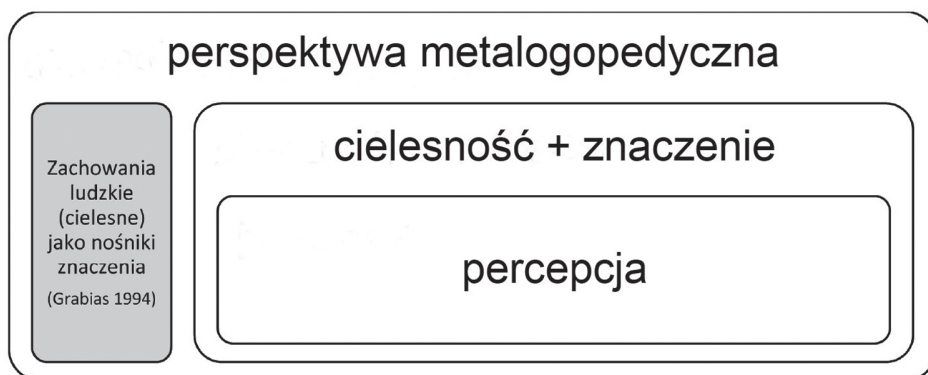 perspektywa metalogopedyczna
Zachowania
ludzkie
(cielesne)
jako nośniki
znaczenia
(Grabias 1994)
cielesność + znaczenie
percepcja